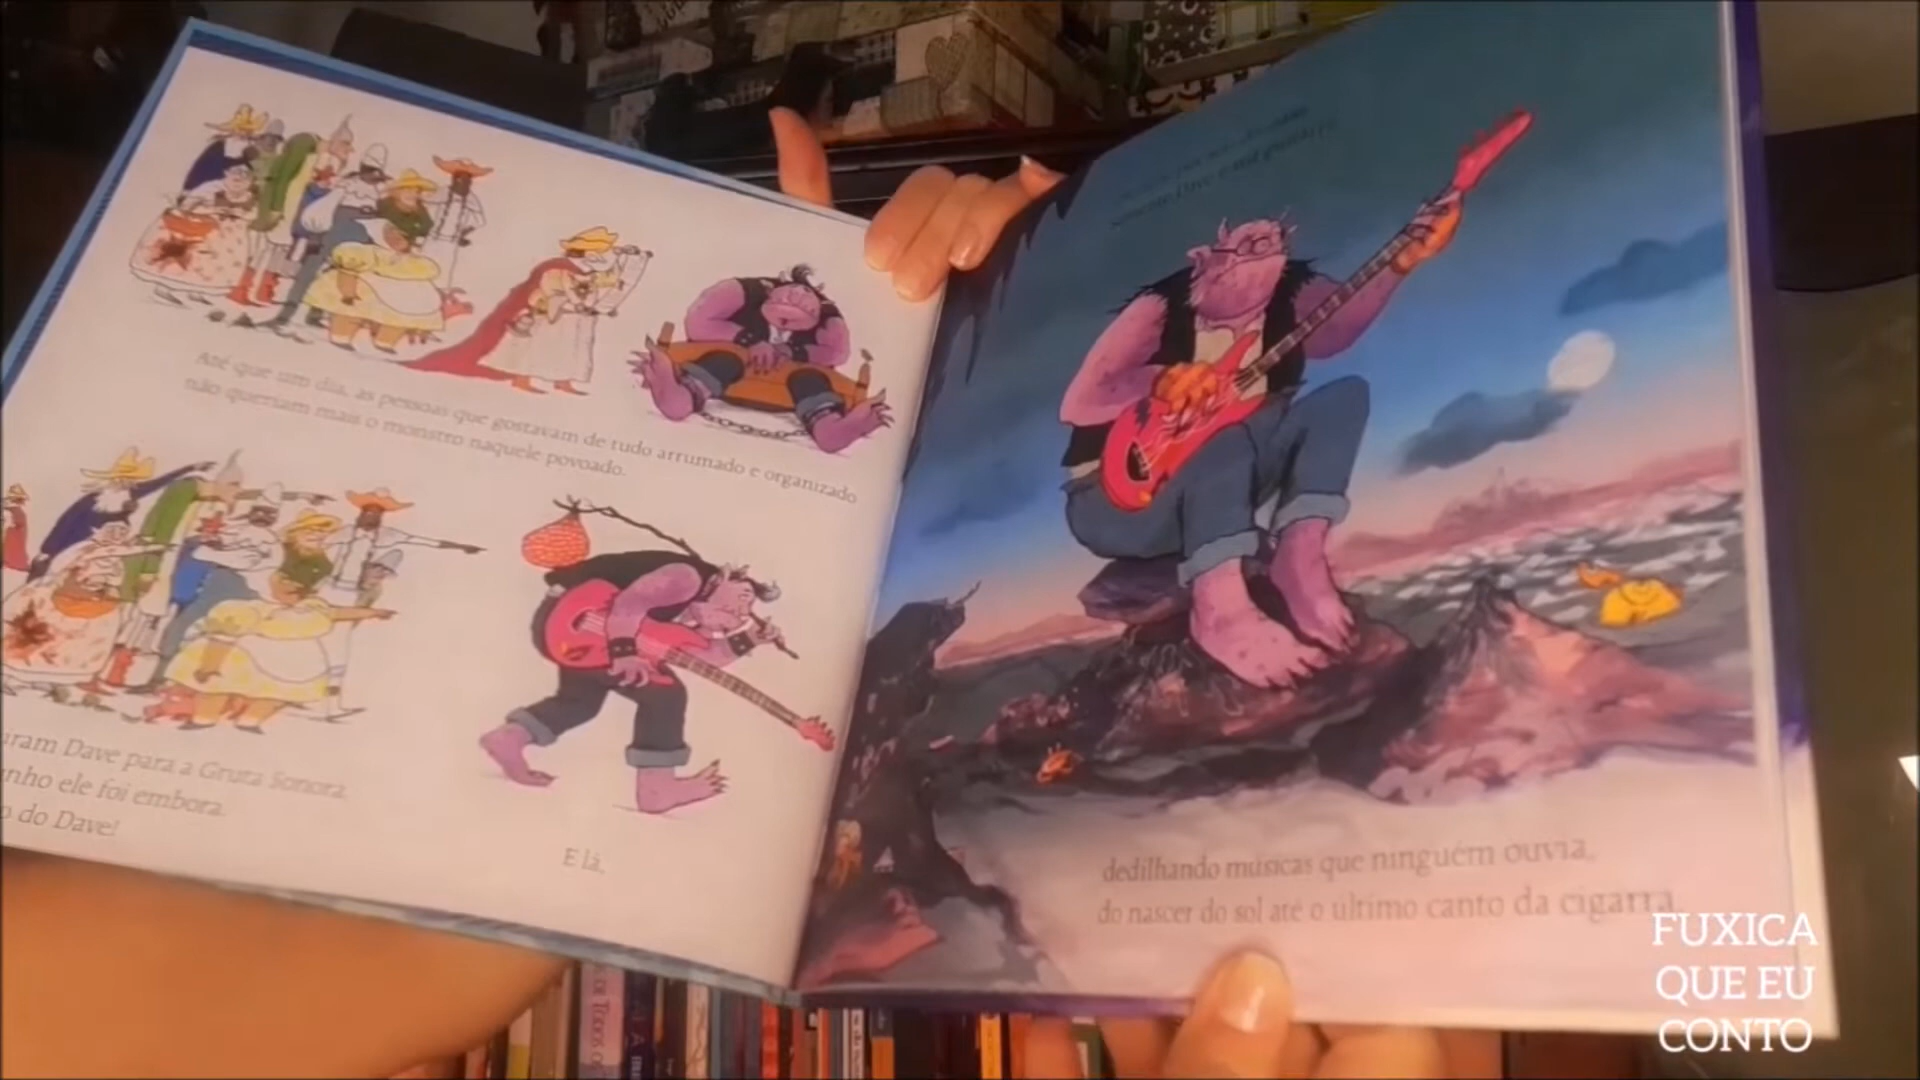 Até que um dia, as pessoas que gostavam de tudo arrumado e organizado
não queriam mais o monstro naquele povoado.
uram Dave para a Gruta Sonora
nho ele foi embora.
o do Dave!
E lá,
dedilhando músicas que ninguém ouvia,
do nascer do sol até o último canto da cigarra.
FUXICA
QUE EU
CONTO